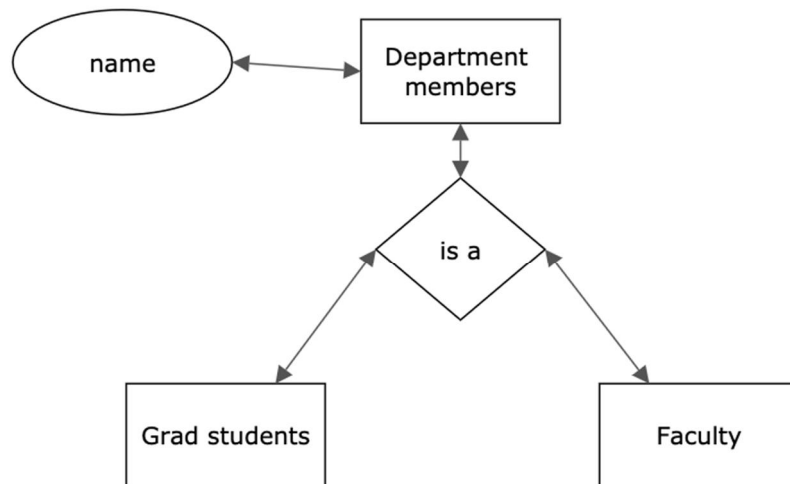 name
Department
members
is a
Grad students
Faculty